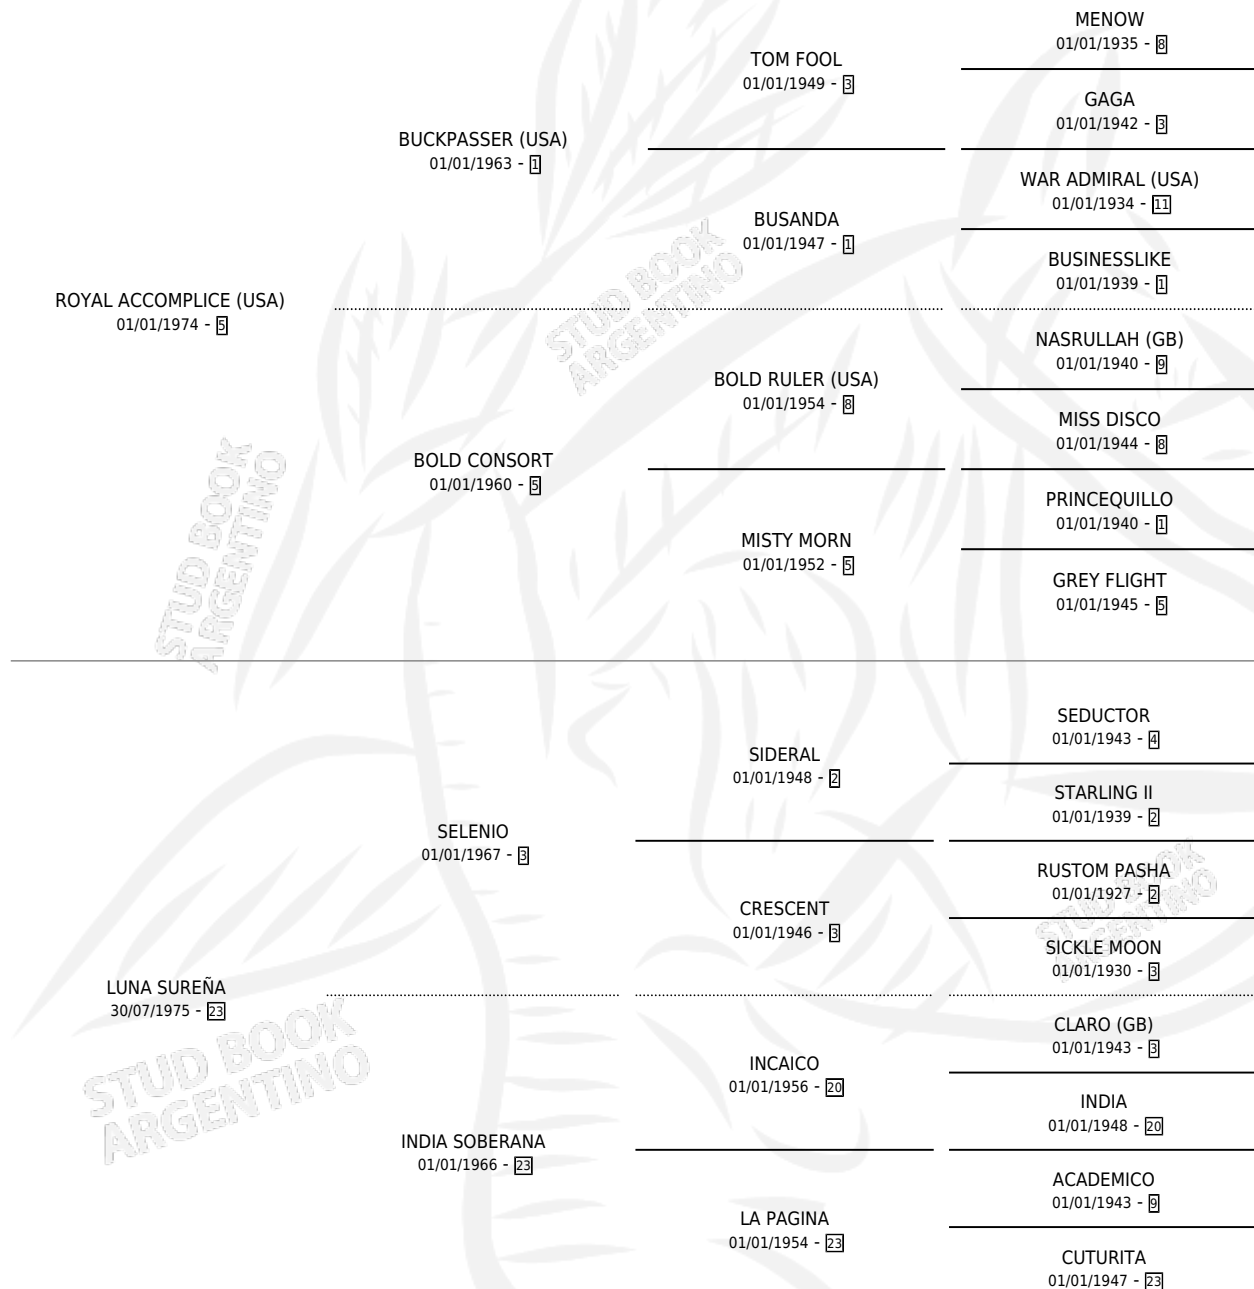 MENOW
01/01/1935 - 8
TOM FOOL
01/01/1949 - 3
GAGA
01/01/1942 - 3
BUCKPASSER (USA)
01/01/1963 - 1
WAR ADMIRAL (USA)
01/01/1934 - 11
BUSANDA
01/01/1947 - 1
BUSINESSLIKE
01/01/1939 - 1
ROYAL ACCOMPLICE (USA)
01/01/1974 - 5
NASRULLAH (GB)
01/01/1940 - 9
BOLD RULER (USA)
01/01/1954 - 8
MISS DISCO
01/01/1944 - 8
BOLD CONSORT
01/01/1960 - 5
PRINCEQUILLO
01/01/1940 - 1
MISTY MORN
01/01/1952 - 5
GREY FLIGHT
01/01/1945 - 5
SEDUCTOR
01/01/1943 - 4
SIDERAL
01/01/1948 - 2
STARLING II
01/01/1939 - 2
SELENIO
01/01/1967 - 3
RUSTOM PASHA
01/01/1927 - 2
CRESCENT
01/01/1946 - 3
SICKLE MOON
01/01/1930 - 3
LUNA SUREÑA
30/07/1975 - 23
CLARO (GB)
01/01/1943 - 3
INCAICO
01/01/1956 - 20
INDIA
01/01/1948 - 20
INDIA SOBERANA
01/01/1966 - 23
ACADEMICO
01/01/1943 - 9
LA PAGINA
01/01/1954 - 23
CUTURITA
01/01/1947 - 23
STUD BOOK
ARGENTINO
STUD BOOK
ARGENTINO
STUD BOOK
ARGENTINO
STUD BOOK
ARGENTINO